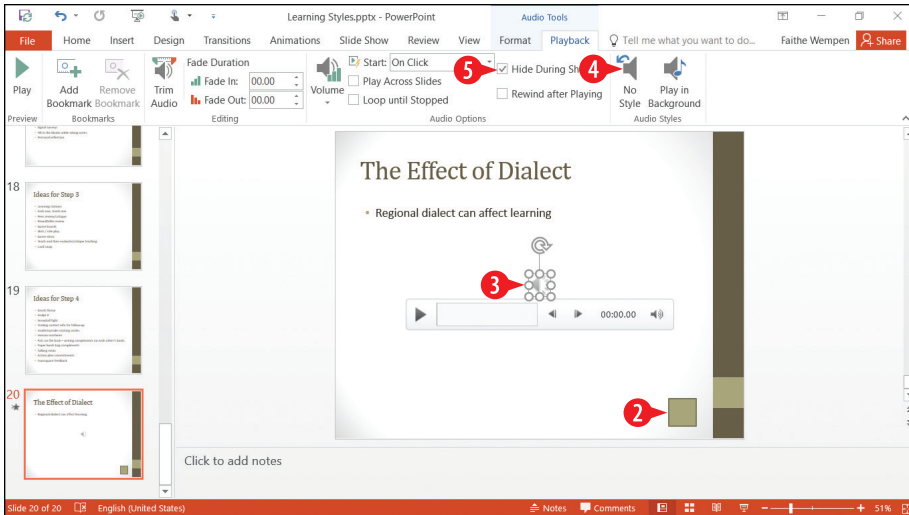 Learning Styles.pptx - PowerPoint
Audio Tools
File Home Insert Design Transitions Animations Slide Show Review View Format Playback Tell me what you want to do... Faithe Wempen Share
Play
Add Bookmark
Remove Bookmark
Trim Audio
Fade Duration
Fade In: 00.00
Fade Out: 00.00
Volume
Start: On Click
Play Across Slides
Loop until Stopped
5
Hide During Sh
Rewind after Playing
4
No Style
Play in Background
Preview Bookmarks Editing Audio Options Audio Styles
18
Ideas for Step 3
19
Ideas for Step 4
20
The Effect of Dialect
Regional dialect can affect learning
The Effect of Dialect
• Regional dialect can affect learning
3
00:00.00
2
Click to add notes
Slide 20 of 20 English (United States) Notes Comments 51%